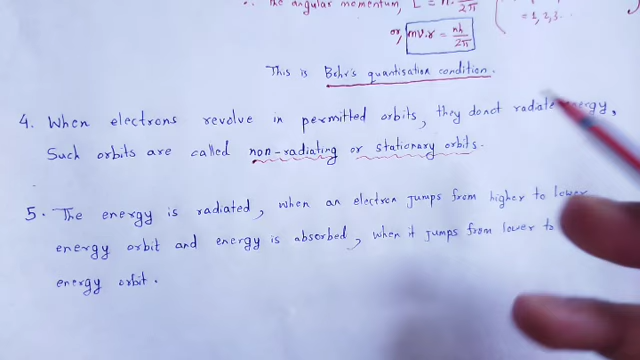 ∴ The angular momentum, L = n. h/2π
= 1, 2, 3...
or, mv.r = nh/2π
This is Bohr's quantisation condition.
4. When electrons revolve in permitted orbits, they donot radiate energy,
Such orbits are called non-radiating or stationary orbits.
5. The energy is radiated, when an electron jumps from higher to lower
energy orbit and energy is absorbed, when it jumps from lower to
energy orbit.